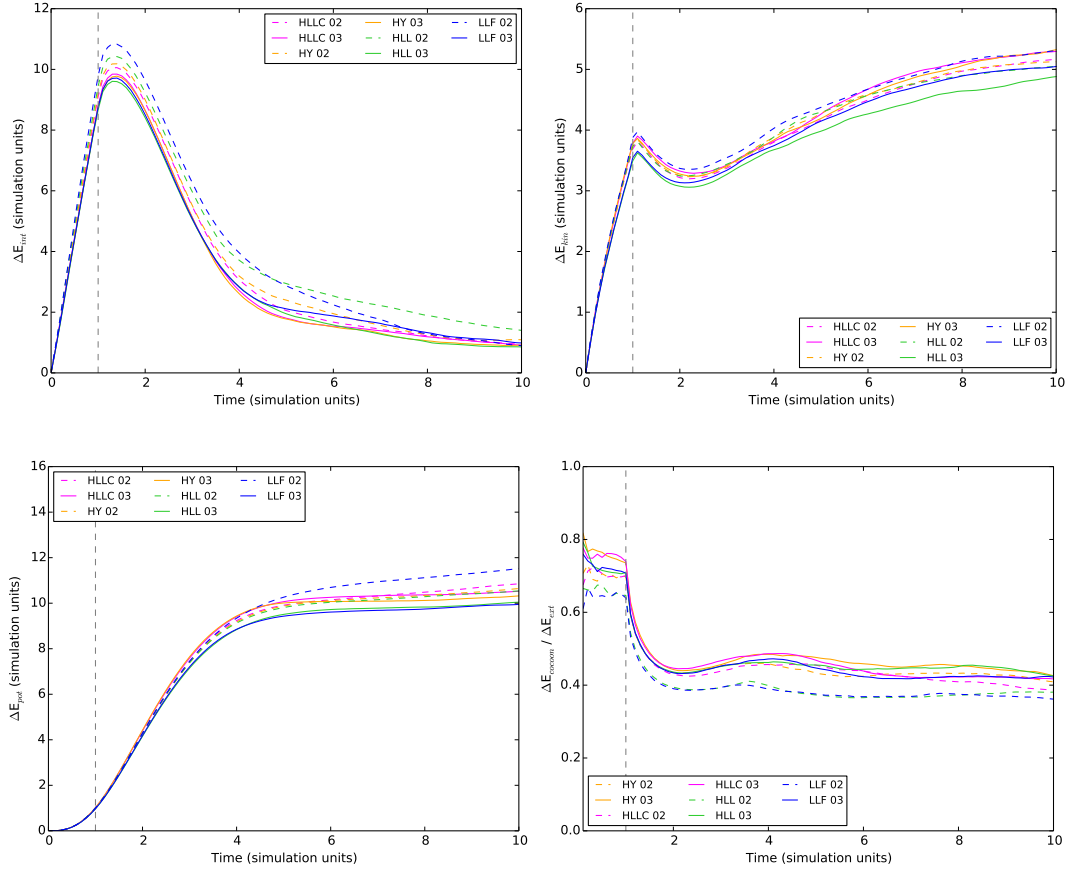 12
10
8
6
4
2
0
ΔE_int (simulation units)
HLLC 02 HY 03 LLF 02
HLLC 03 HLL 02 LLF 03
HY 02 HLL 03
0 2 4 6 8 10
Time (simulation units)
6
5
4
3
2
1
0
ΔE_kin (simulation units)
HLLC 02 HY 03 LLF 02
HLLC 03 HLL 02 LLF 03
HY 02 HLL 03
0 2 4 6 8 10
Time (simulation units)
16
14
12
10
8
6
4
2
0
ΔE_pot (simulation units)
HLLC 02 HY 03 LLF 02
HLLC 03 HLL 02 LLF 03
HY 02 HLL 03
0 2 4 6 8 10
Time (simulation units)
1.0
0.8
0.6
0.4
0.2
0.0
ΔE_cocoon / ΔE_ext
HY 02 HLLC 03 LLF 02
HY 03 HLL 02 LLF 03
HLLC 02 HLL 03
2 4 6 8 10
Time (simulation units)